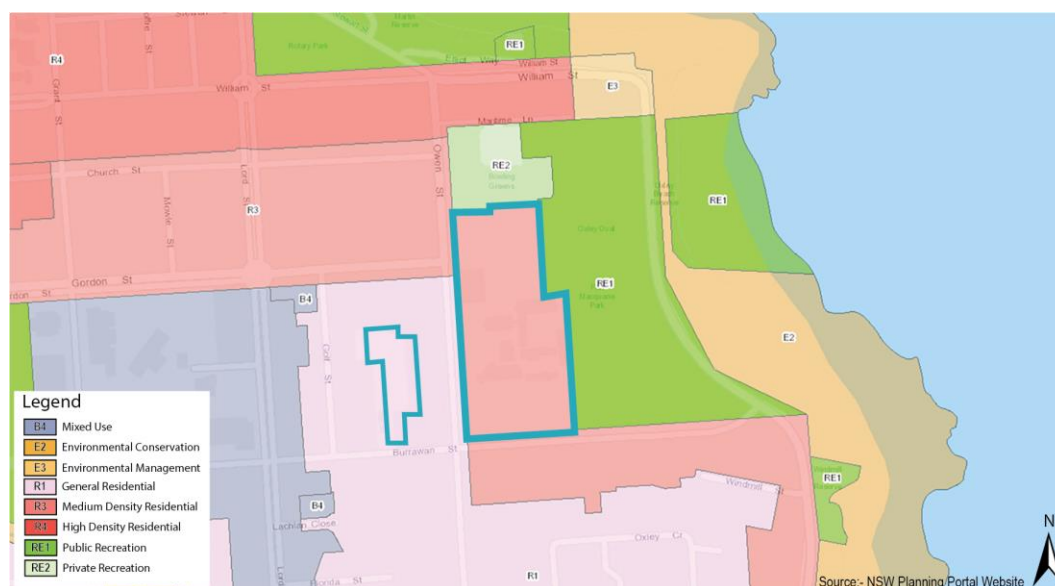 Rotary Park
RE1
R4
Grant St
William St
William St
William St
E3
Maritime Ln
Owen St
RE2
Bowling Greens
Church St
Lord St
R3
RE1
Oxley Oval
RE1
Gordon St
Gordon St
B4
E2
Golf St
Burrawan St
Windmill St
RE1
B4
Lachlan Close
Oxley Cr
R1
Florida St
Lord
Legend
B4 Mixed Use
E2 Environmental Conservation
E3 Environmental Management
R1 General Residential
R3 Medium Density Residential
R4 High Density Residential
RE1 Public Recreation
RE2 Private Recreation
N
Source:- NSW Planning Portal Website